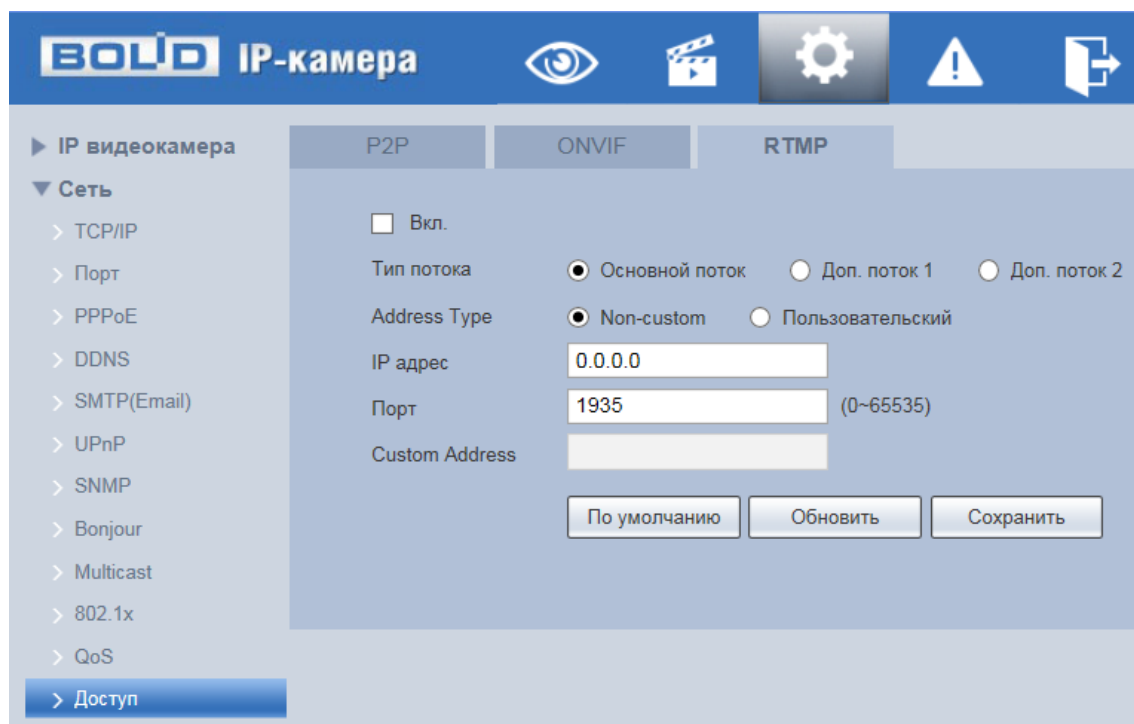 BOLID IP-камера
IP видеокамера
Сеть
TCP/IP
Порт
PPPoE
DDNS
SMTP(Email)
UPnP
SNMP
Bonjour
Multicast
802.1x
QoS
Доступ
P2P ONVIF RTMP
Вкл.
Тип потока Основной поток Доп. поток 1 Доп. поток 2
Address Type Non-custom Пользовательский
IP адрес 0.0.0.0
Порт 1935 (0~65535)
Custom Address
По умолчанию Обновить Сохранить